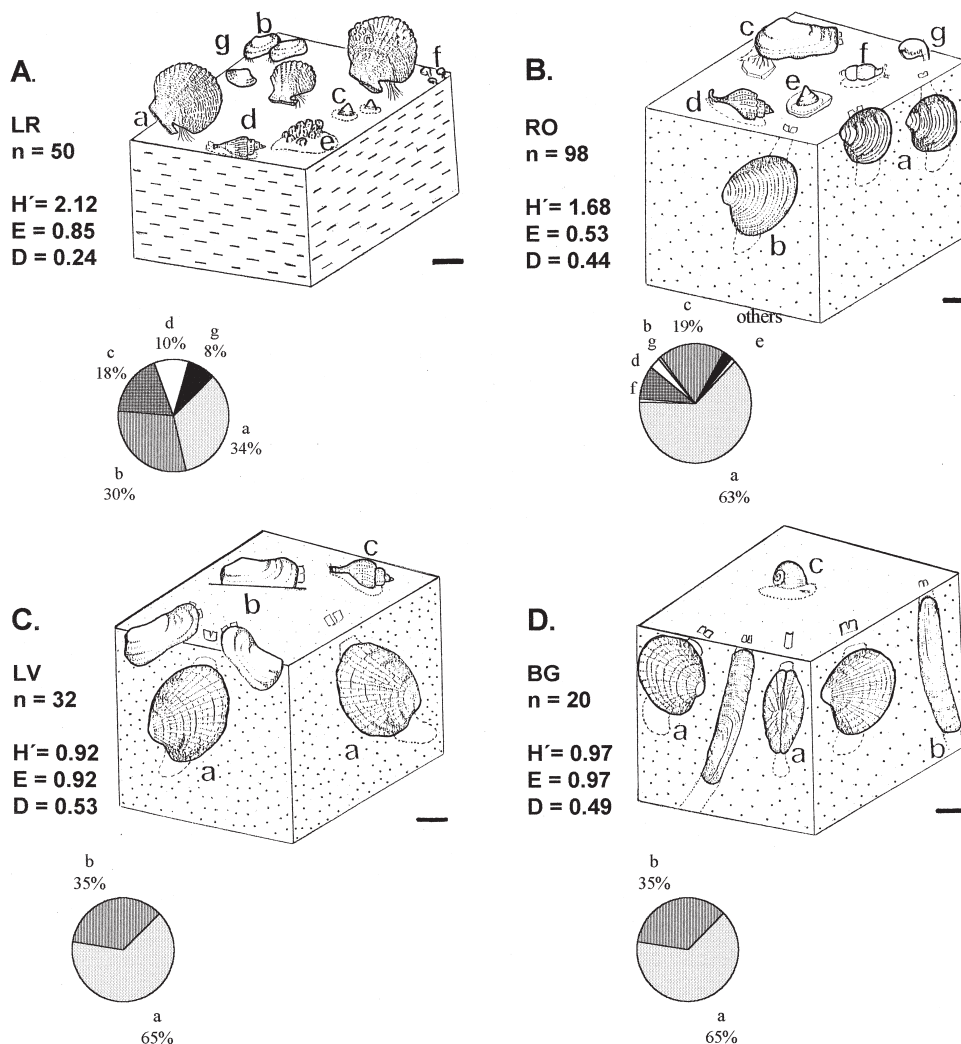 A.
LR
n = 50
H´= 2.12
E = 0.85
D = 0.24
a
b
g
c
d
e
f
d
10%
g
8%
c
18%
a
34%
b
30%
B.
RO
n = 98
H´= 1.68
E = 0.53
D = 0.44
c
g
f
e
d
a
b
c
19%
others
e
b
g
d
f
a
63%
C.
LV
n = 32
H´= 0.92
E = 0.92
D = 0.53
c
b
a
a
b
35%
a
65%
D.
BG
n = 20
H´= 0.97
E = 0.97
D = 0.49
c
a
a
b
b
35%
a
65%